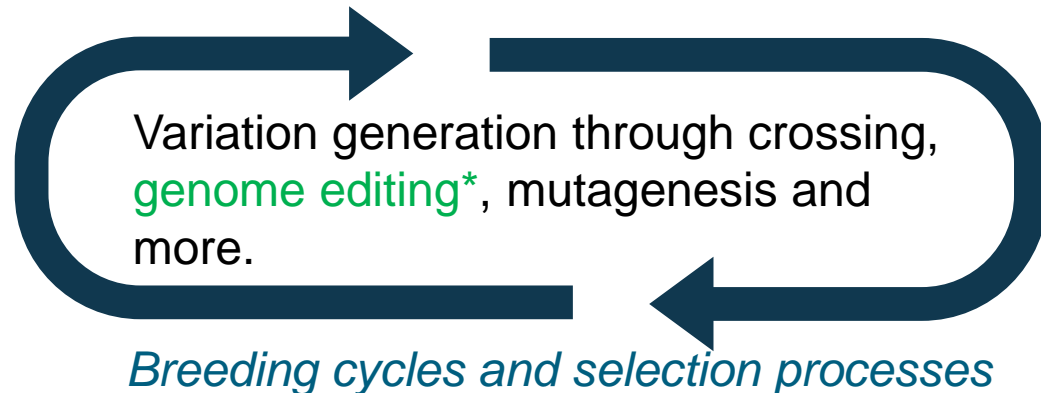 Variation generation through crossing,
genome editing*, mutagenesis and
more.
Breeding cycles and selection processes